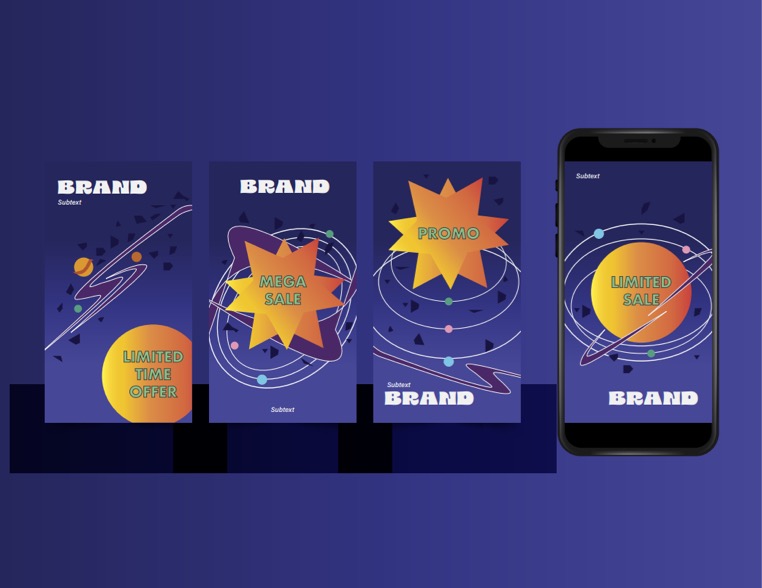 BRAND
Subtext
LIMITED
TIME
OFFER
BRAND
MEGA
SALE
Subtext
PROMO
Subtext
BRAND
Subtext
LIMITED
SALE
BRAND